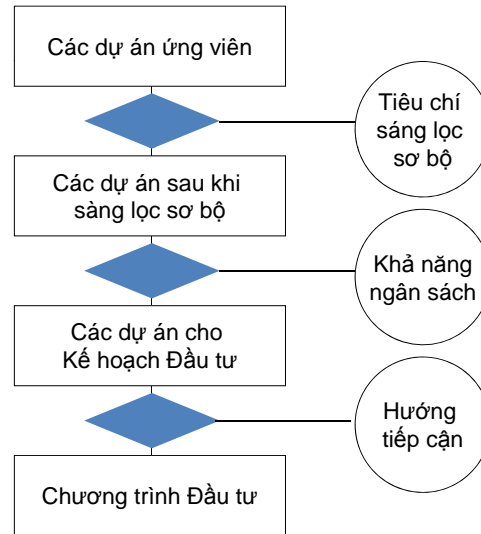 Các dự án ứng viên
Tiêu chí
sáng lọc
sơ bộ
Các dự án sau khi
sàng lọc sơ bộ
Khả năng
ngân sách
Các dự án cho
Kế hoạch Đầu tư
Hướng
tiếp cận
Chương trình Đầu tư